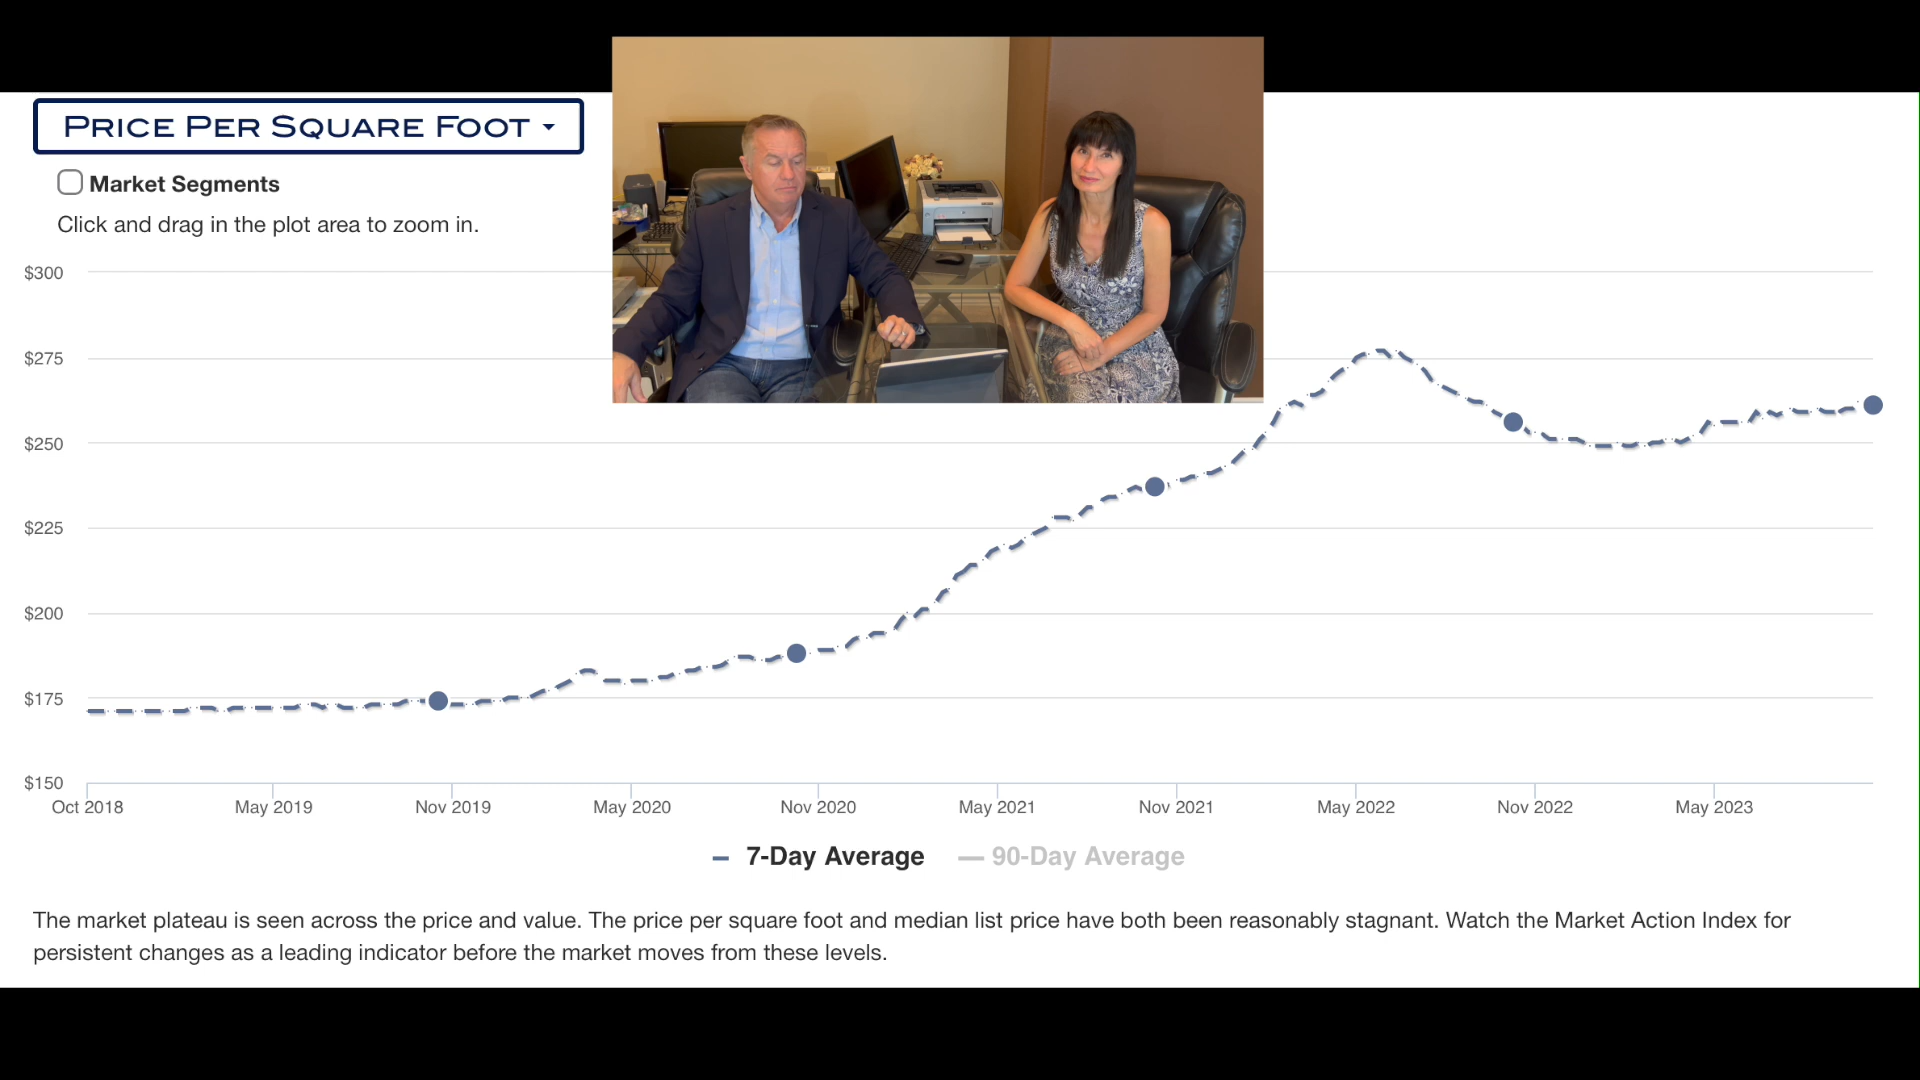 Price Per Square Foot
Market Segments
Click and drag in the plot area to zoom in.
$300
$275
$250
$225
$200
$175
$150
Oct 2018 May 2019 Nov 2019 May 2020 Nov 2020 May 2021 Nov 2021 May 2022 Nov 2022 May 2023
7-Day Average 90-Day Average
The market plateau is seen across the price and value. The price per square foot and median list price have both been reasonably stagnant. Watch the Market Action Index for
persistent changes as a leading indicator before the market moves from these levels.